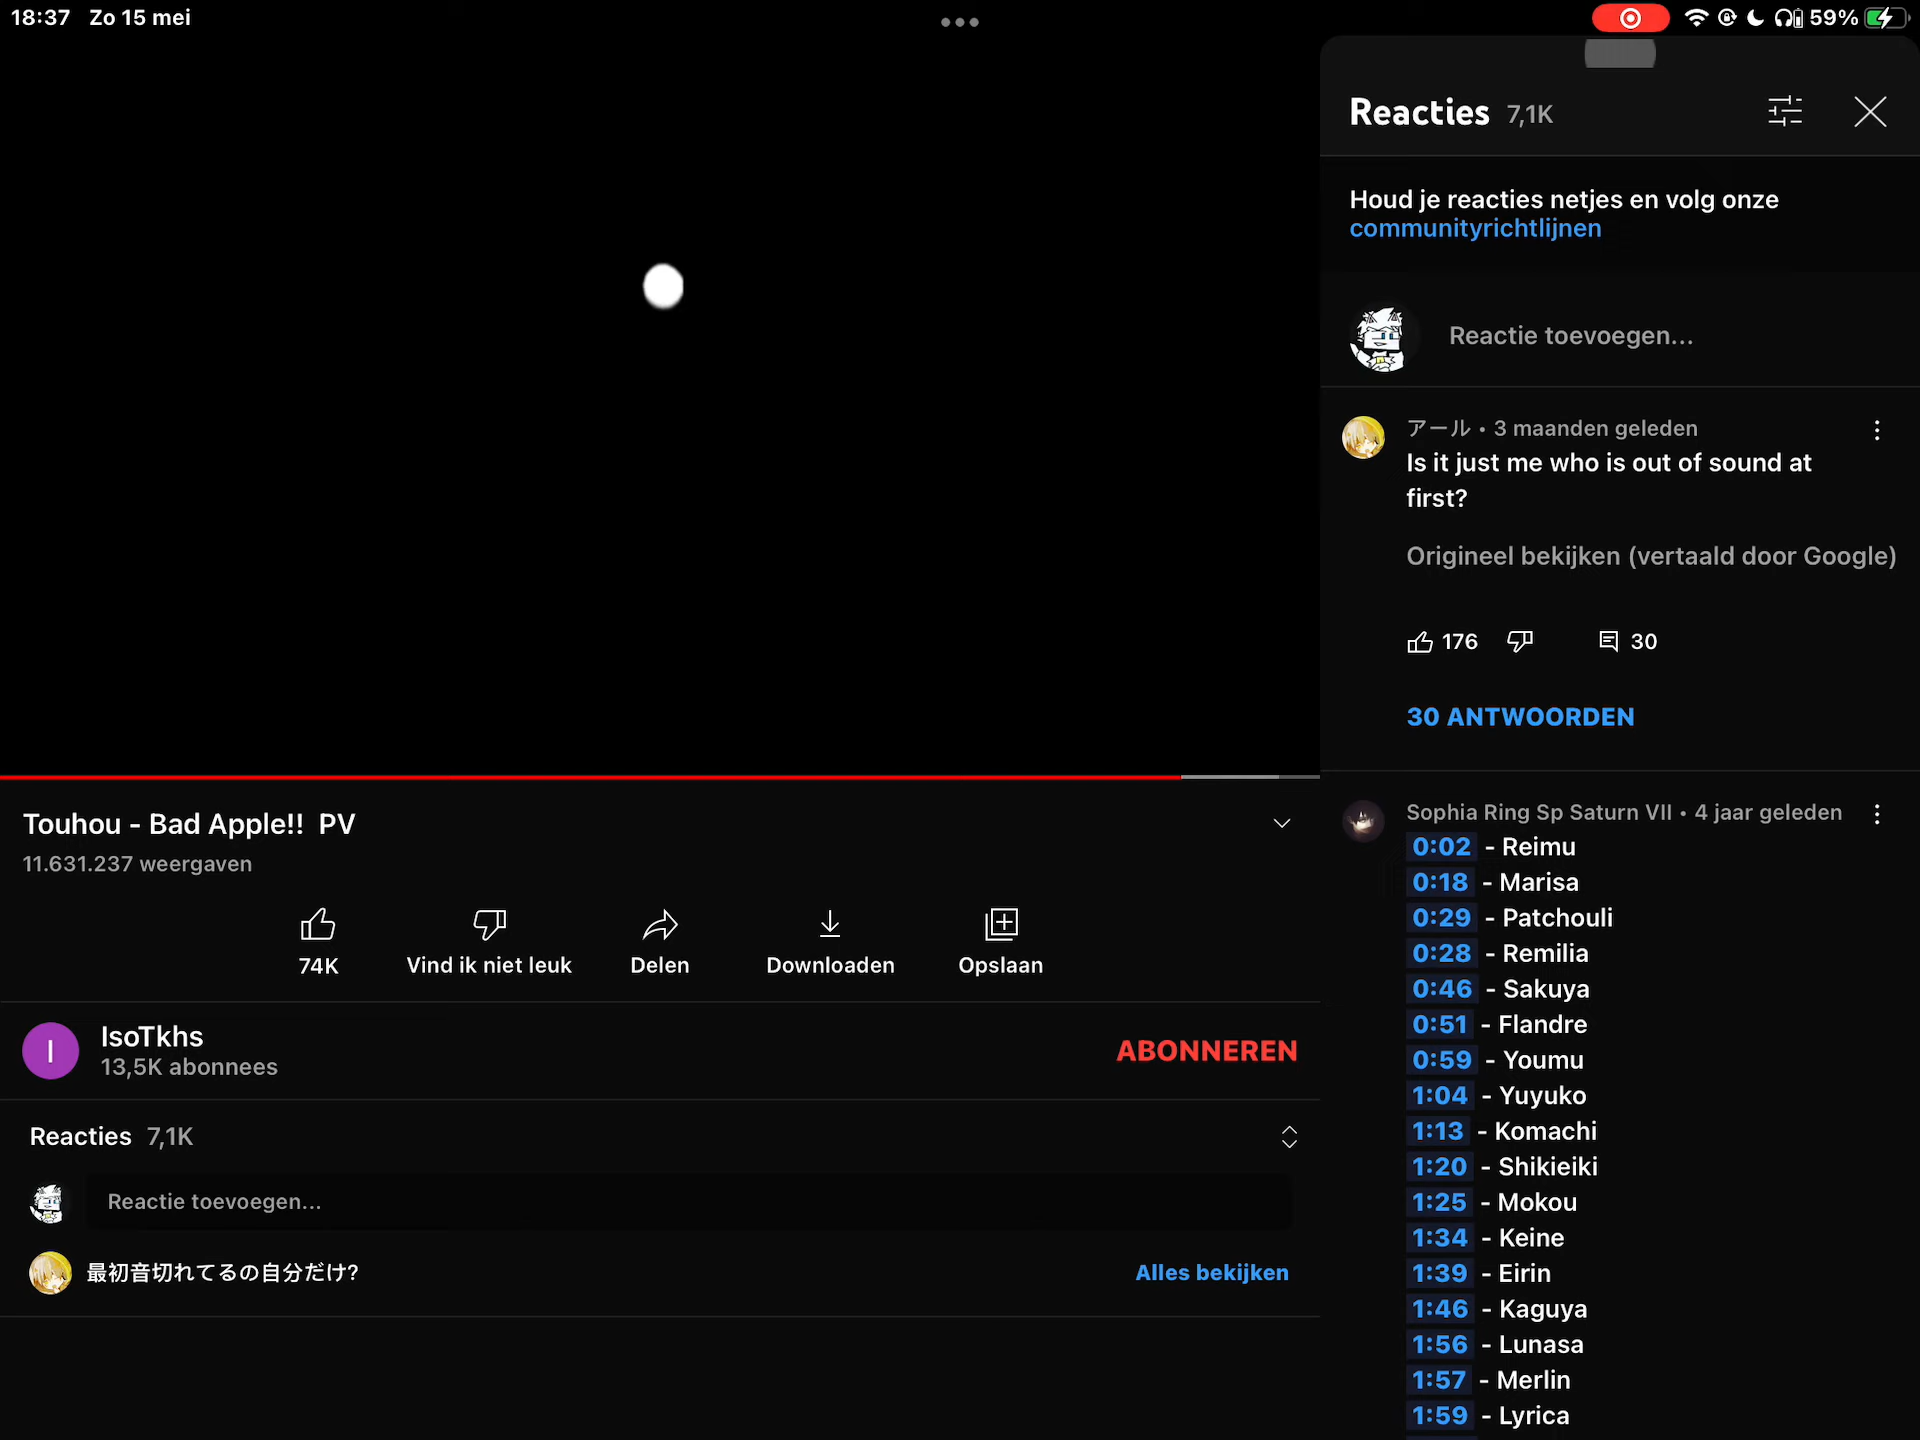 18:37 Zo 15 mei
59%
Touhou - Bad Apple!! PV
11.631.237 weergaven
74K
Vind ik niet leuk
Delen
Downloaden
Opslaan
I
IsoTkhs
13,5K abonnees
ABONNEREN
Reacties 7,1K
Reactie toevoegen...
最初音切れてるの自分だけ?
Alles bekijken
Reacties 7,1K
Houd je reacties netjes en volg onze
communityrichtlijnen
Reactie toevoegen...
アール • 3 maanden geleden
Is it just me who is out of sound at
first?
Origineel bekijken (vertaald door Google)
176
30
30 ANTWOORDEN
Sophia Ring Sp Saturn VII • 4 jaar geleden
0:02 - Reimu
0:18 - Marisa
0:29 - Patchouli
0:28 - Remilia
0:46 - Sakuya
0:51 - Flandre
0:59 - Youmu
1:04 - Yuyuko
1:13 - Komachi
1:20 - Shikieiki
1:25 - Mokou
1:34 - Keine
1:39 - Eirin
1:46 - Kaguya
1:56 - Lunasa
1:57 - Merlin
1:59 - Lyrica